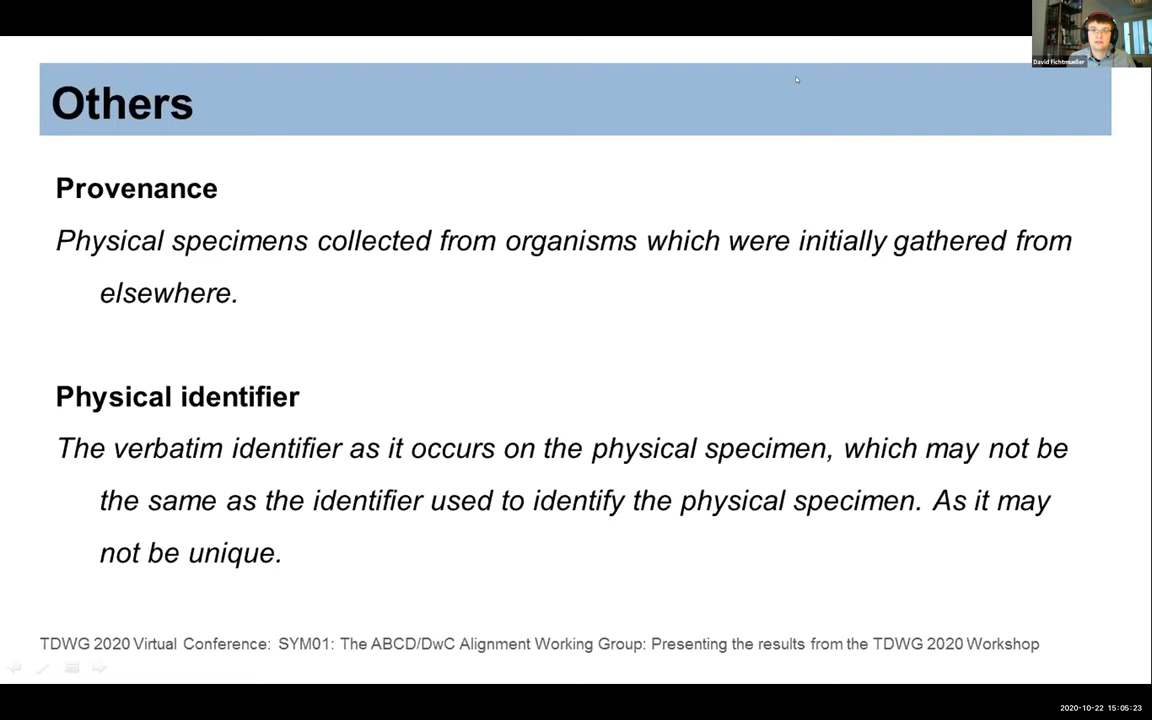 David Fichtmueller
Others
Provenance
Physical specimens collected from organisms which were initially gathered from
elsewhere.
Physical identifier
The verbatim identifier as it occurs on the physical specimen, which may not be
the same as the identifier used to identify the physical specimen. As it may
not be unique.
TDWG 2020 Virtual Conference: SYM01: The ABCD/DwC Alignment Working Group: Presenting the results from the TDWG 2020 Workshop
2020-10-22 15:05:23